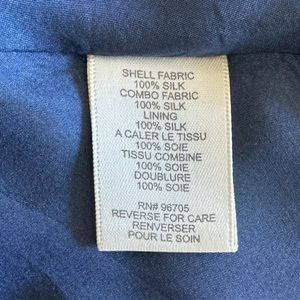 SHELL FABRIC
100% SILK
COMBO FABRIC
100% SILK
LINING
100% SILK
A CALER LE TISSU
100% SOIE
TISSU COMBINE
100% SOIE
DOUBLURE
100% SOIE
RN# 96705
REVERSE FOR CARE
RENVERSER
POUR LE SOIN